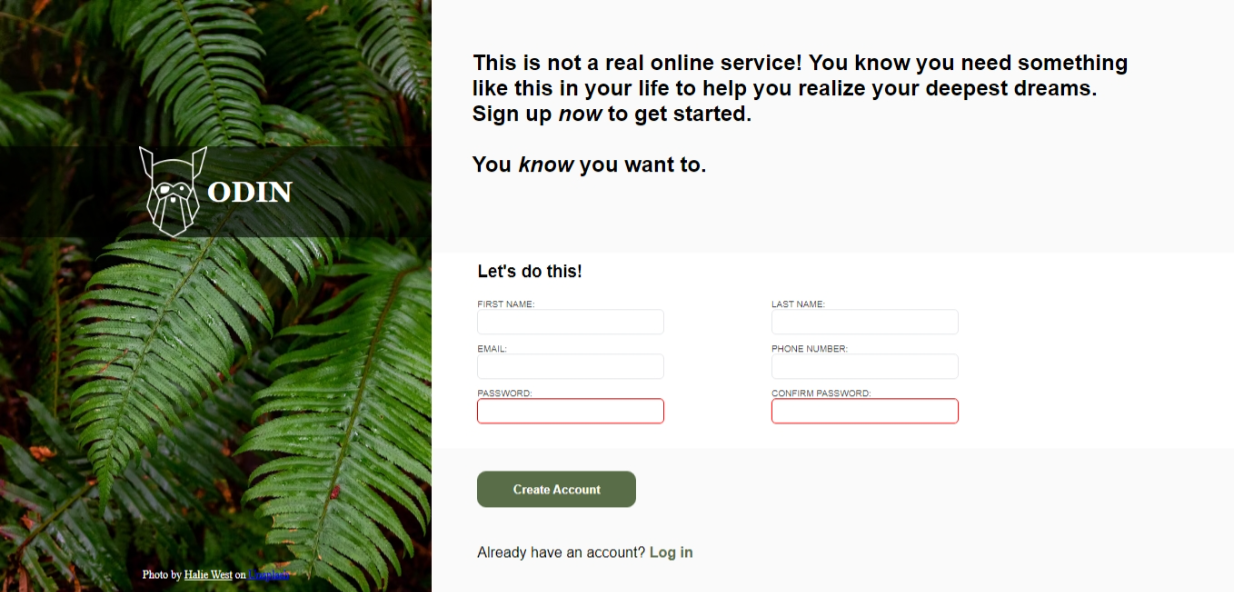 This is not a real online service! You know you need something
like this in your life to help you realize your deepest dreams.
Sign up now to get started.
You know you want to.
ODIN
Let's do this!
FIRST NAME:
LAST NAME:
EMAIL:
PHONE NUMBER:
PASSWORD:
CONFIRM PASSWORD:
Create Account
Already have an account? Log in
Photo by Halie West on Unsplash